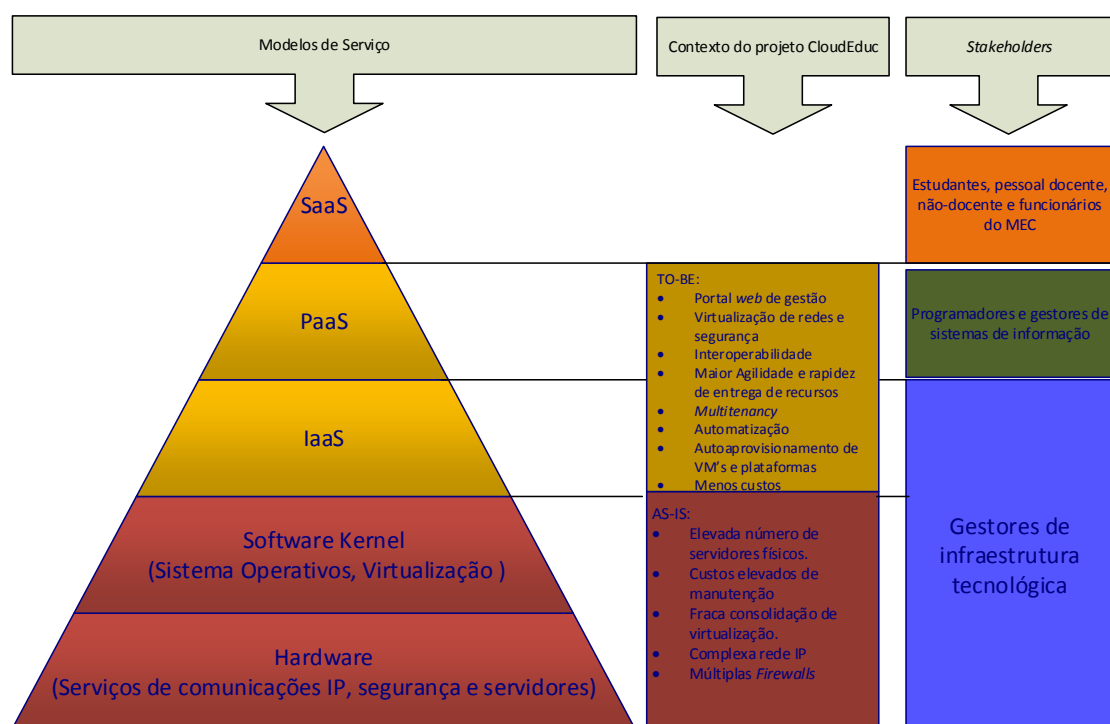 Modelos de Serviço
Contexto do projeto CloudEduc
Stakeholders
SaaS
PaaS
IaaS
Software Kernel
(Sistema Operativos, Virtualização )
Hardware
(Serviços de comunicações IP, segurança e servidores)
TO-BE:
• Portal web de gestão
• Virtualização de redes e
segurança
• Interoperabilidade
• Maior Agilidade e rapidez
de entrega de recursos
• Multitenancy
• Automatização
• Autoaprovisionamento de
VM's e plataformas
• Menos custos
AS-IS:
• Elevada número de
servidores físicos.
• Custos elevados de
manutenção
• Fraca consolidação de
virtualização.
• Complexa rede IP
• Múltiplas Firewalls
Estudantes, pessoal docente,
não-docente e funcionários
do MEC
Programadores e gestores de
sistemas de informação
Gestores de
infraestrutura
tecnológica